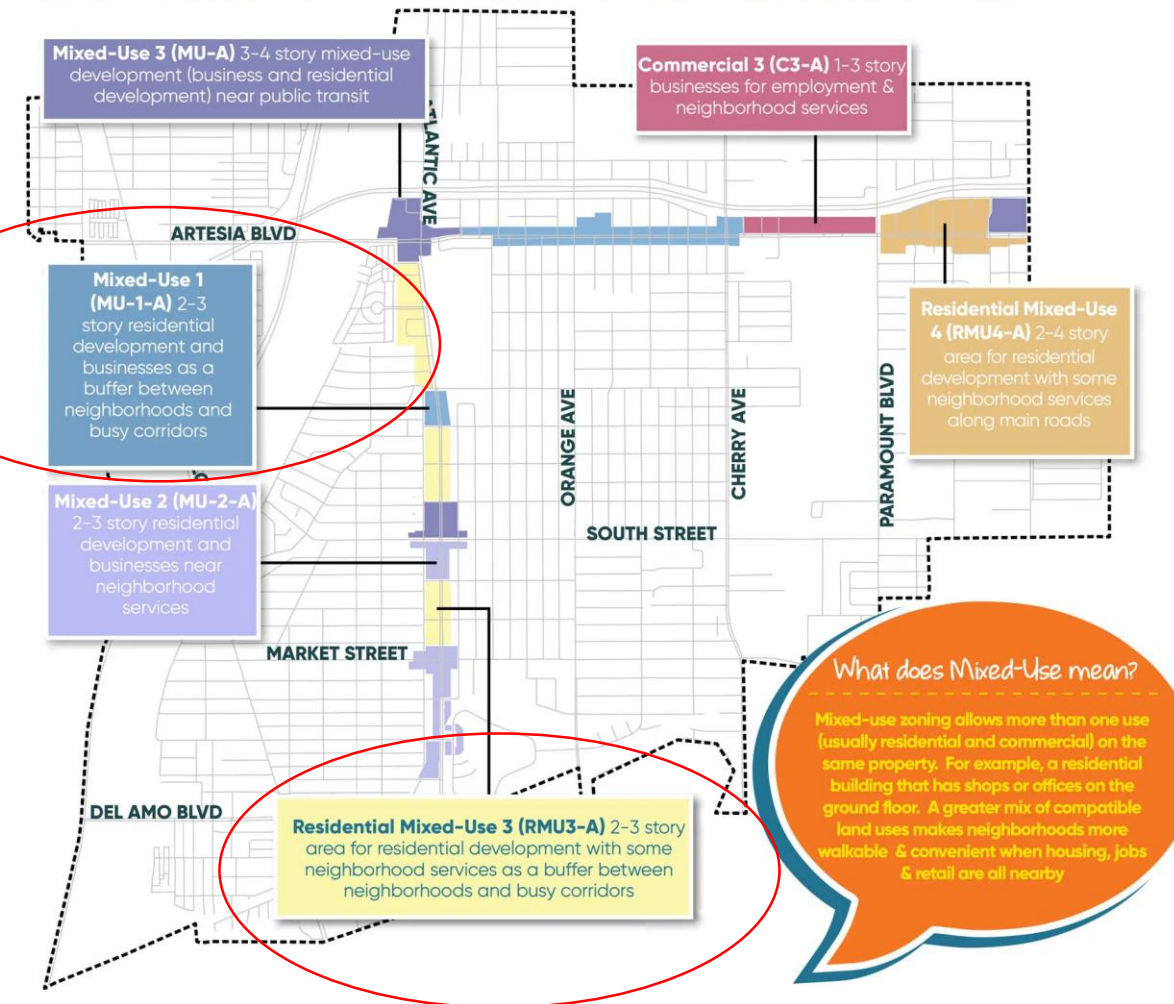 Mixed-Use 3 (MU-A) 3-4 story mixed-use
development (business and residential
development) near public transit
Commercial 3 (C3-A) 1-3 story
businesses for employment &
neighborhood services
ATLANTIC AVE
ARTESIA BLVD
Mixed-Use 1
(MU-1-A) 2-3
story residential
development and
businesses as a
buffer between
neighborhoods and
busy corridors
Residential Mixed-Use
4 (RMU4-A) 2-4 story
area for residential
development with some
neighborhood services
along main roads
ORANGE AVE
CHERRY AVE
PARAMOUNT BLVD
Mixed-Use 2 (MU-2-A)
2-3 story residential
development and
businesses near
neighborhood
services
SOUTH STREET
MARKET STREET
What does Mixed-Use mean?
Mixed-use zoning allows more than one use
(usually residential and commercial) on the
same property. For example, a residential
building that has shops or offices on the
ground floor. A greater mix of compatible
land uses makes neighborhoods more
walkable & convenient when housing, jobs
& retail are all nearby
DEL AMO BLVD
Residential Mixed-Use 3 (RMU3-A) 2-3 story
area for residential development with some
neighborhood services as a buffer between
neighborhoods and busy corridors